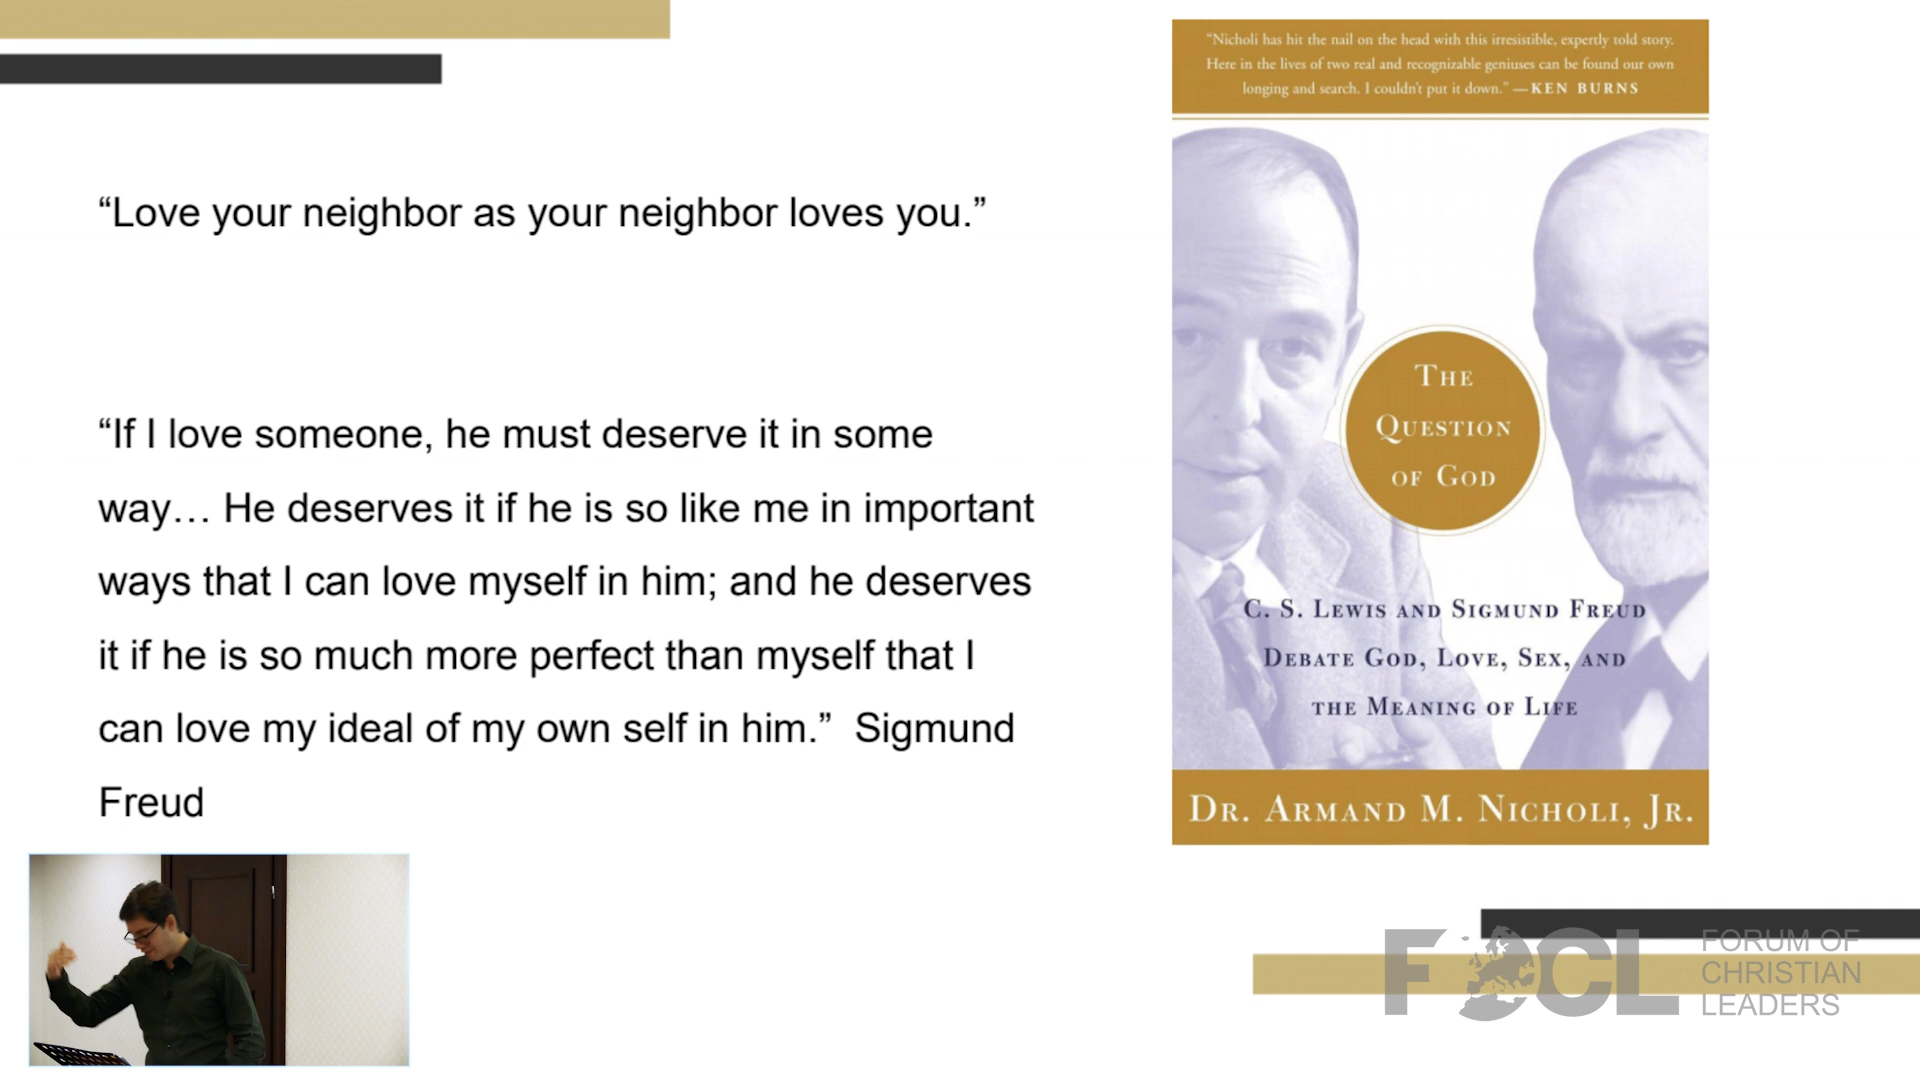 “Love your neighbor as your neighbor loves you.”
“If I love someone, he must deserve it in some
way… He deserves it if he is so like me in important
ways that I can love myself in him; and he deserves
it if he is so much more perfect than myself that I
can love my ideal of my own self in him.”  Sigmund
Freud
“Nicholi has hit the nail on the head with this irresistible, expertly told story.
Here in the lives of two real and recognizable geniuses can be found our own
longing and search. I couldn’t put it down.” —KEN BURNS
THE
QUESTION
OF GOD
C. S. LEWIS AND SIGMUND FREUD
DEBATE GOD, LOVE, SEX, AND
THE MEANING OF LIFE
DR. ARMAND M. NICHOLI, JR.
FOCL
FORUM OF
CHRISTIAN
LEADERS